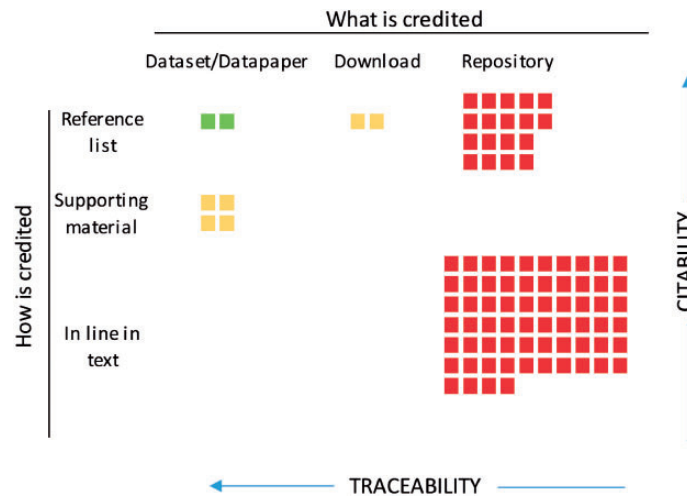 What is credited
Dataset/Datapaper Download Repository
How is credited
Reference
list
Supporting
material
In line in
text
CITABILITY
TRACEABILITY